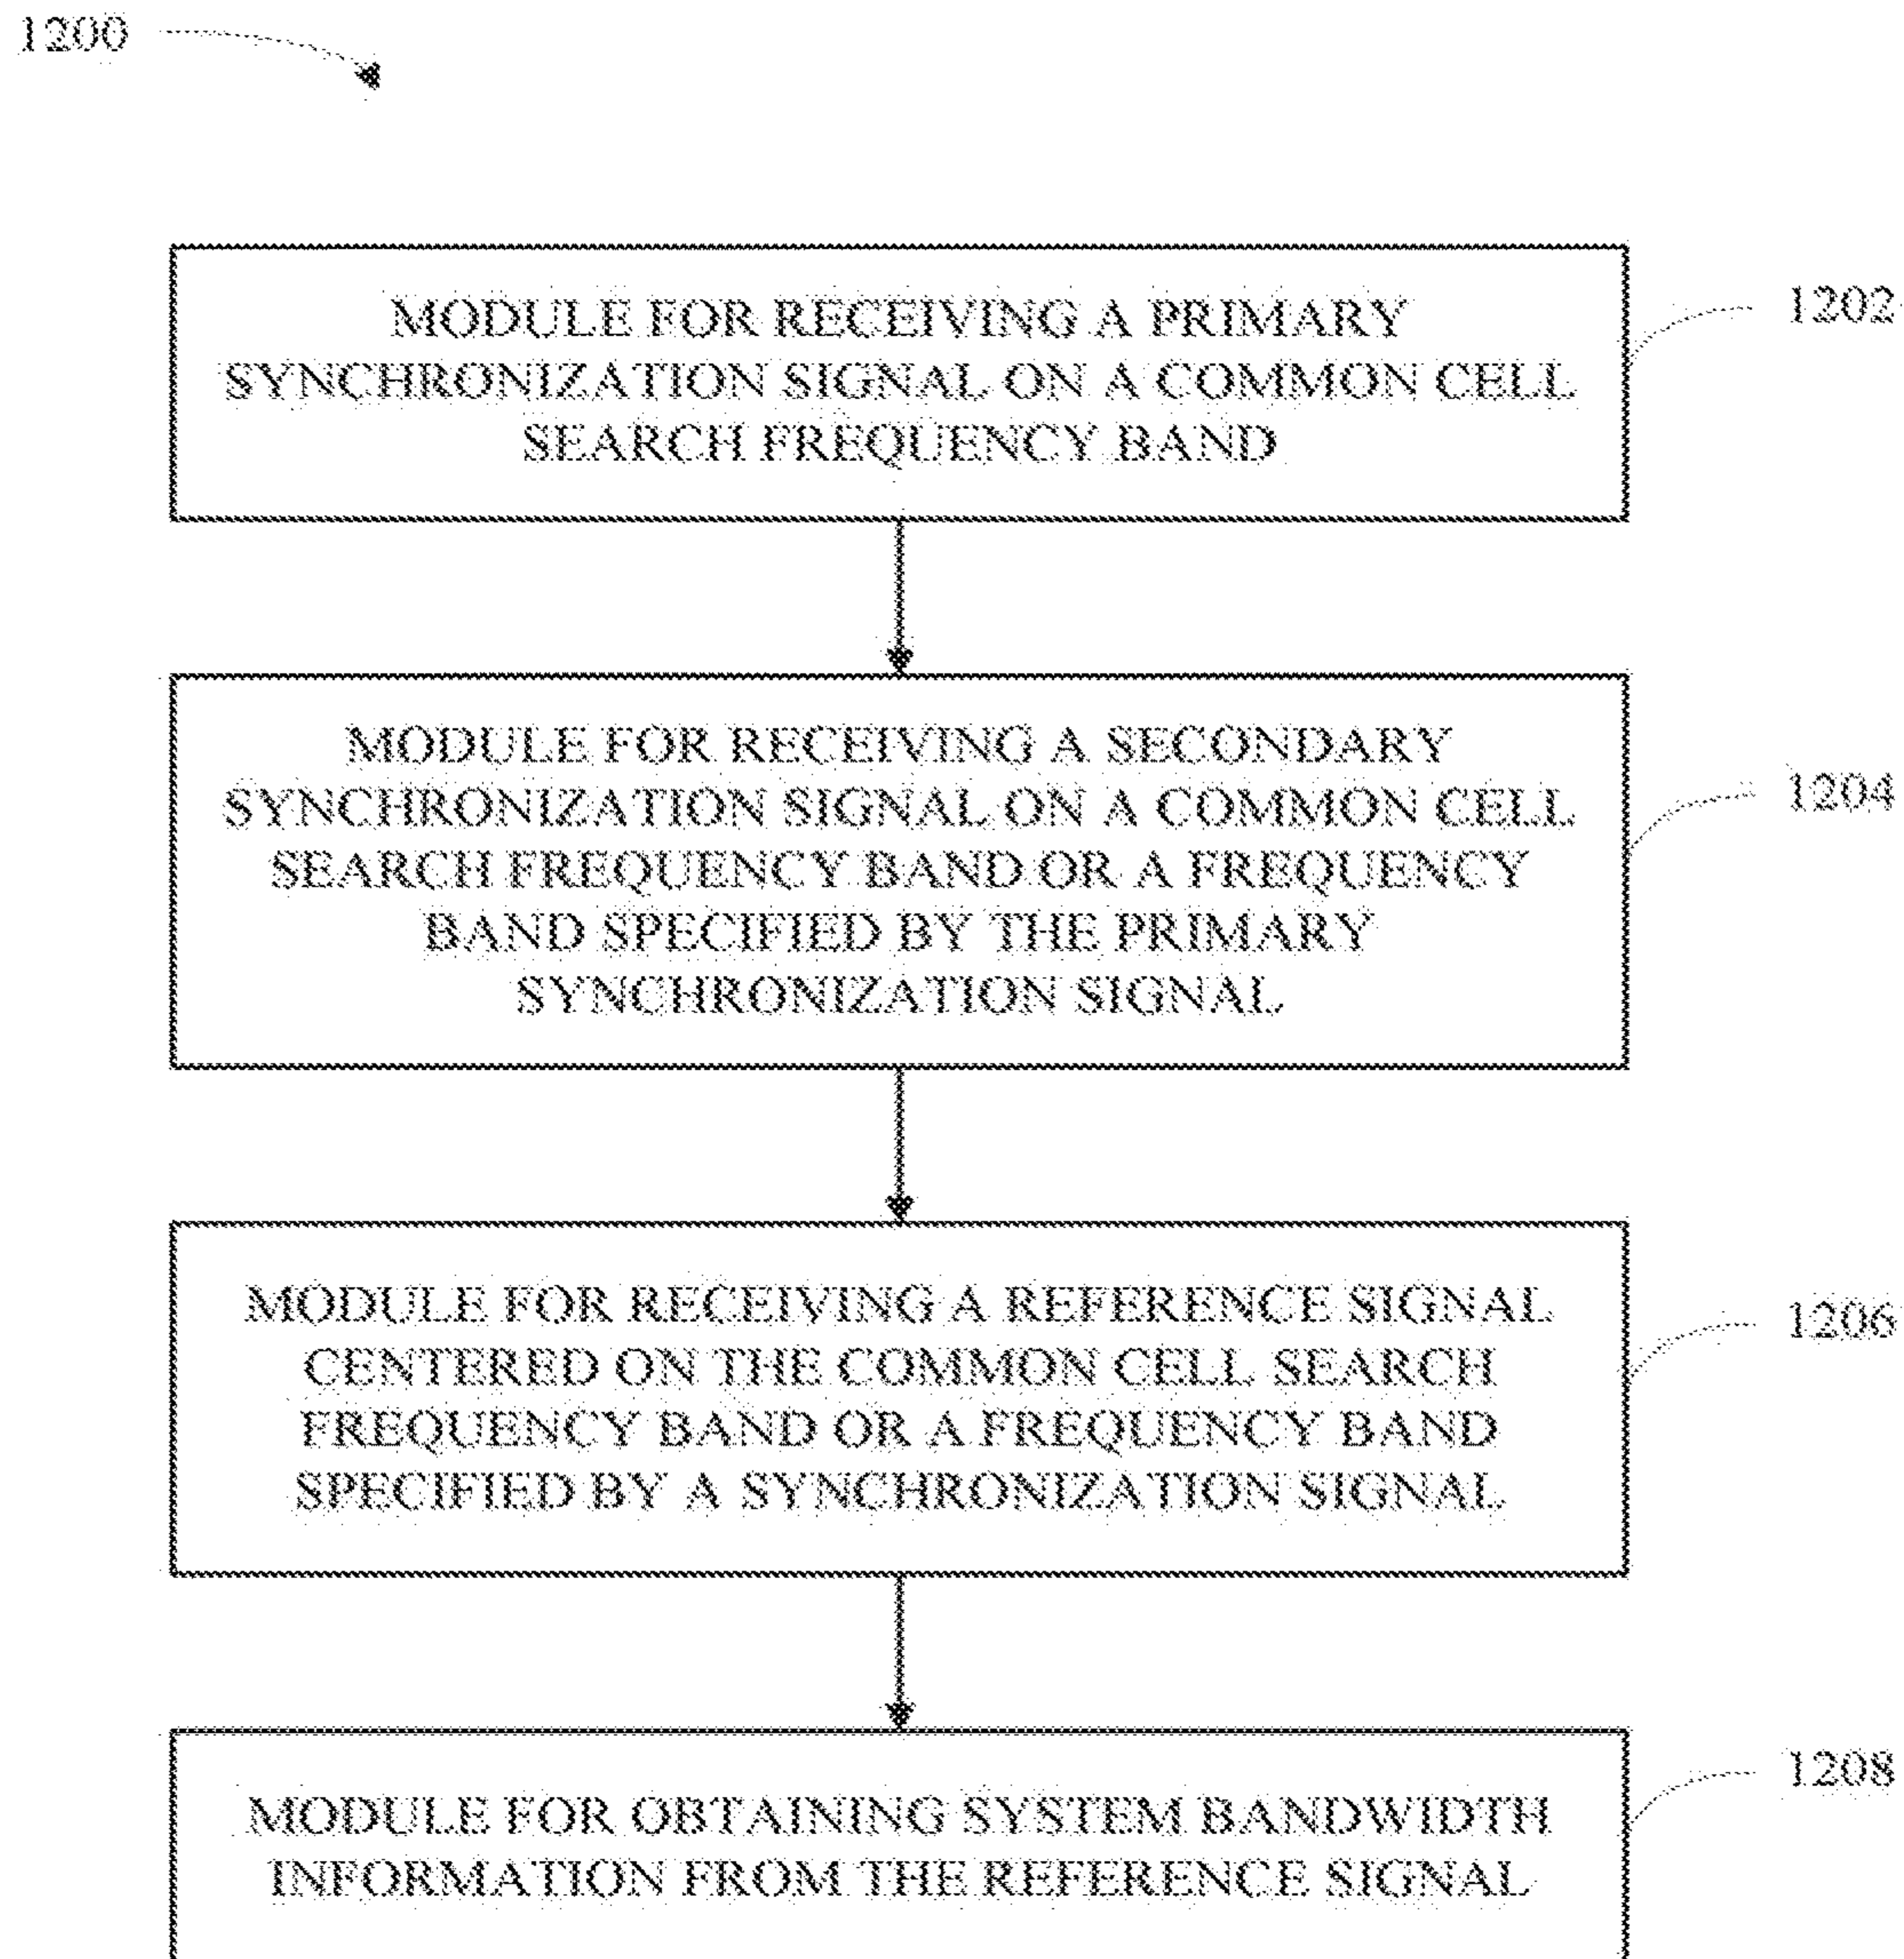 1200
MODULE FOR RECEIVING A PRIMARY
SYNCHRONIZATION SIGNAL ON A COMMON CELL
SEARCH FREQUENCY BAND
1202
MODULE FOR RECEIVING A SECONDARY
SYNCHRONIZATION SIGNAL ON A COMMON CELL
SEARCH FREQUENCY BAND OR A FREQUENCY
BAND SPECIFIED BY THE PRIMARY
SYNCHRONIZATION SIGNAL
1204
MODULE FOR RECEIVING A REFERENCE SIGNAL
CENTERED ON THE COMMON CELL SEARCH
FREQUENCY BAND OR A FREQUENCY BAND
SPECIFIED BY A SYNCHRONIZATION SIGNAL
1206
MODULE FOR OBTAINING SYSTEM BANDWIDTH
INFORMATION FROM THE REFERENCE SIGNAL
1208